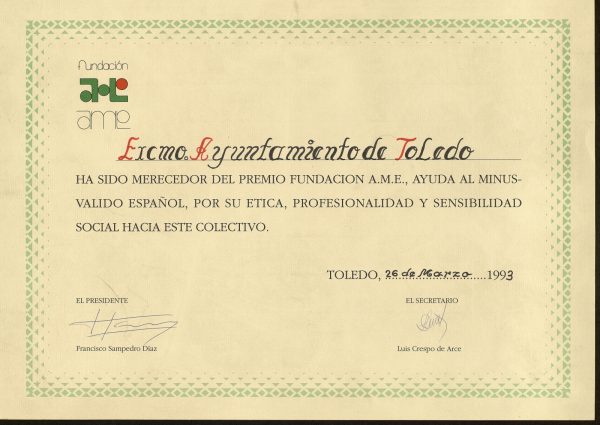 fundación
ame
Excmo. Ayuntamiento de Toledo
HA SIDO MERECEDOR DEL PREMIO FUNDACION A.M.E., AYUDA AL MINUS-
VALIDO ESPAÑOL, POR SU ETICA, PROFESIONALIDAD Y SENSIBILIDAD
SOCIAL HACIA ESTE COLECTIVO.
TOLEDO, 26 de Marzo 1993
EL PRESIDENTE EL SECRETARIO
Francisco Sampedro Díaz Luis Crespo de Arce